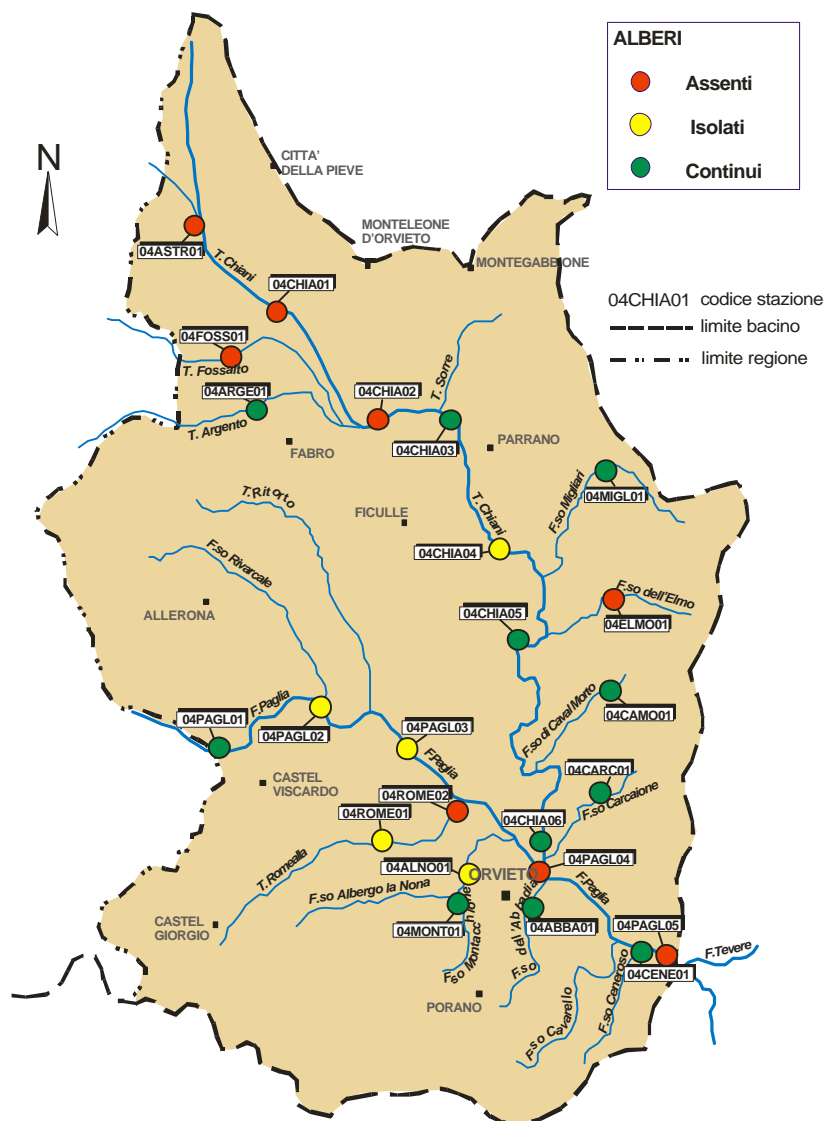 ALBERI
Assenti
Isolati
Continui
N
CITTA'
DELLA PIEVE
MONTELEONE
D'ORVIETO
MONTEGABBIONE
04ASTR01
T. Chiani
04CHIA01
04CHIA01 codice stazione
limite bacino
limite regione
04FOSS01
T. Fossalto
04ARGE01
T. Argento
04CHIA02
T. Sorre
04CHIA03
FABRO
PARRANO
F.so Migliari
04MIGL01
T.Ritorto
FICULLE
T. Chiani
04CHIA04
F.so Rivarcale
ALLERONA
04CHIA05
F.so dell'Elmo
04ELMO01
F.Paglia
04PAGL01
04PAGL02
04PAGL03
F.Paglia
F.so di Caval Morto
04CAMO01
CASTEL
VISCARDO
04ROME02
04ROME01
04CARC01
F.so Carcaione
04CHIA06
04PAGL04
T. Romealla
04ALNO01
ORVIETO
F.so Albergo la Nona
F.Paglia
CASTEL
GIORGIO
04MONT01
F.so Montacchione
F.so dell'Abbadia
04ABBA01
04PAGL05
F.Tevere
04CENE01
PORANO
F.so Cavarello
F.so Ceneroso